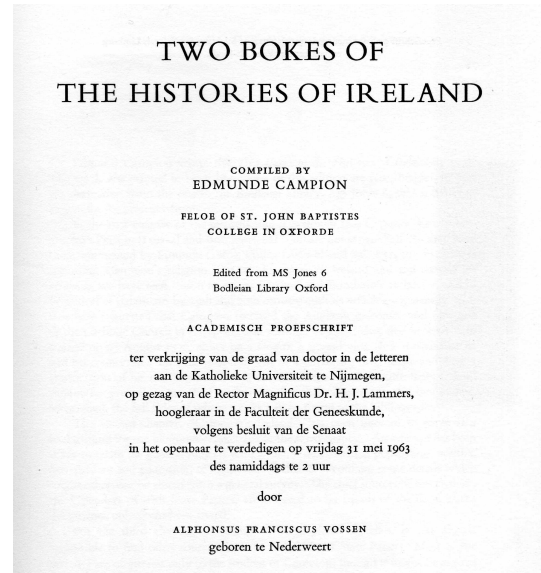 TWO BOKES OF
THE HISTORIES OF IRELAND
COMPILED BY
EDMUNDE CAMPION
FELOE OF ST. JOHN BAPTISTES
COLLEGE IN OXFORDE
Edited from MS Jones 6
Bodleian Library Oxford
ACADEMISCH PROEFSCHRIFT
ter verkrijging van de graad van doctor in de letteren
aan de Katholieke Universiteit te Nijmegen,
op gezag van de Rector Magnificus Dr. H. J. Lammers,
hoogleraar in de Faculteit der Geneeskunde,
volgens besluit van de Senaat
in het openbaar te verdedigen op vrijdag 31 mei 1963
des namiddags te 2 uur
door
ALPHONSUS FRANCISCUS VOSSEN
geboren te Nederweert